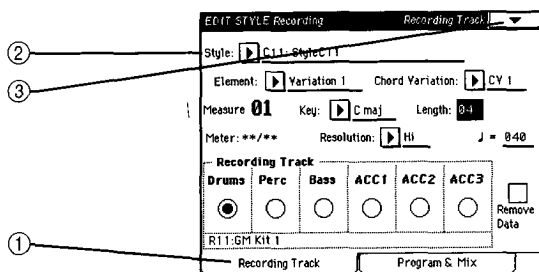 EDIT STYLE Recording Recording Track
② Style: C11: StyleC11
Element: Variation 1 Chord Variation: CV 1
③
Measure 01 Key: C maj Length: 04
Meter: **/** Resolution: Hi ♩ = 040
Recording Track
Drums Perc Bass ACC1 ACC2 ACC3
Remove
Data
R11:GM Kit 1
① Recording Track Program & Mix